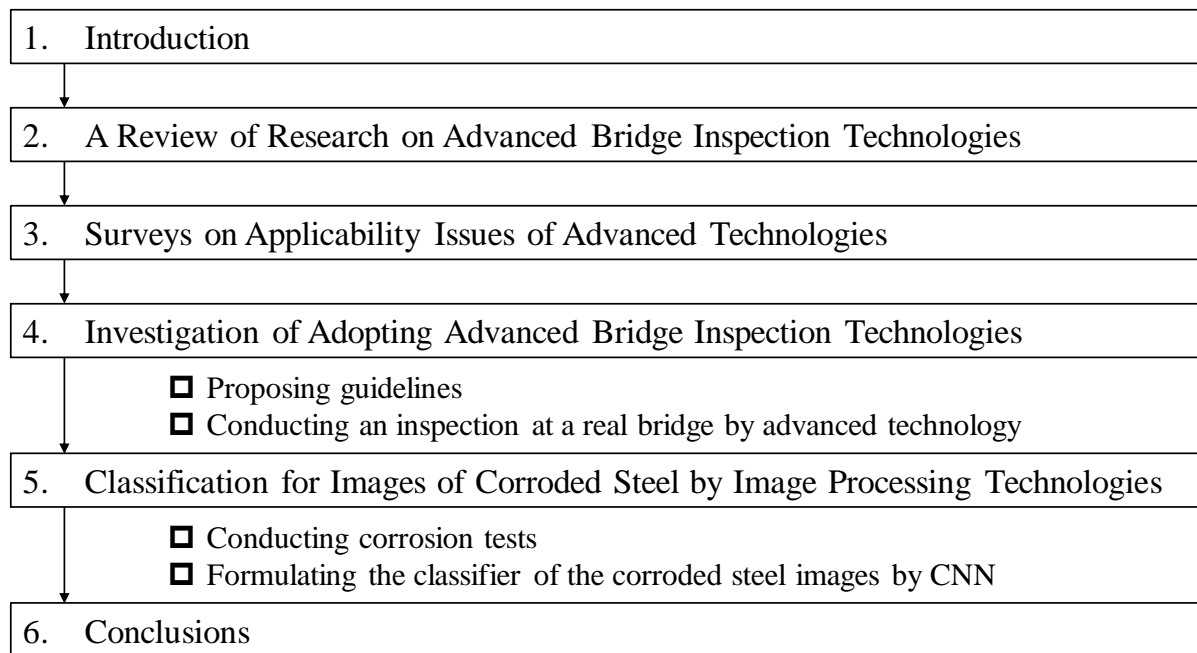 1. Introduction
2. A Review of Research on Advanced Bridge Inspection Technologies
3. Surveys on Applicability Issues of Advanced Technologies
4. Investigation of Adopting Advanced Bridge Inspection Technologies
Proposing guidelines
Conducting an inspection at a real bridge by advanced technology
5. Classification for Images of Corroded Steel by Image Processing Technologies
Conducting corrosion tests
Formulating the classifier of the corroded steel images by CNN
6. Conclusions